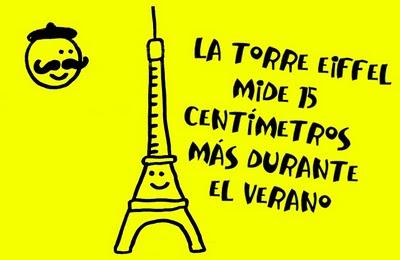 LA TORRE EIFFEL
MIDE 15
CENTÍMETROS
MÁS DURANTE
EL VERANO